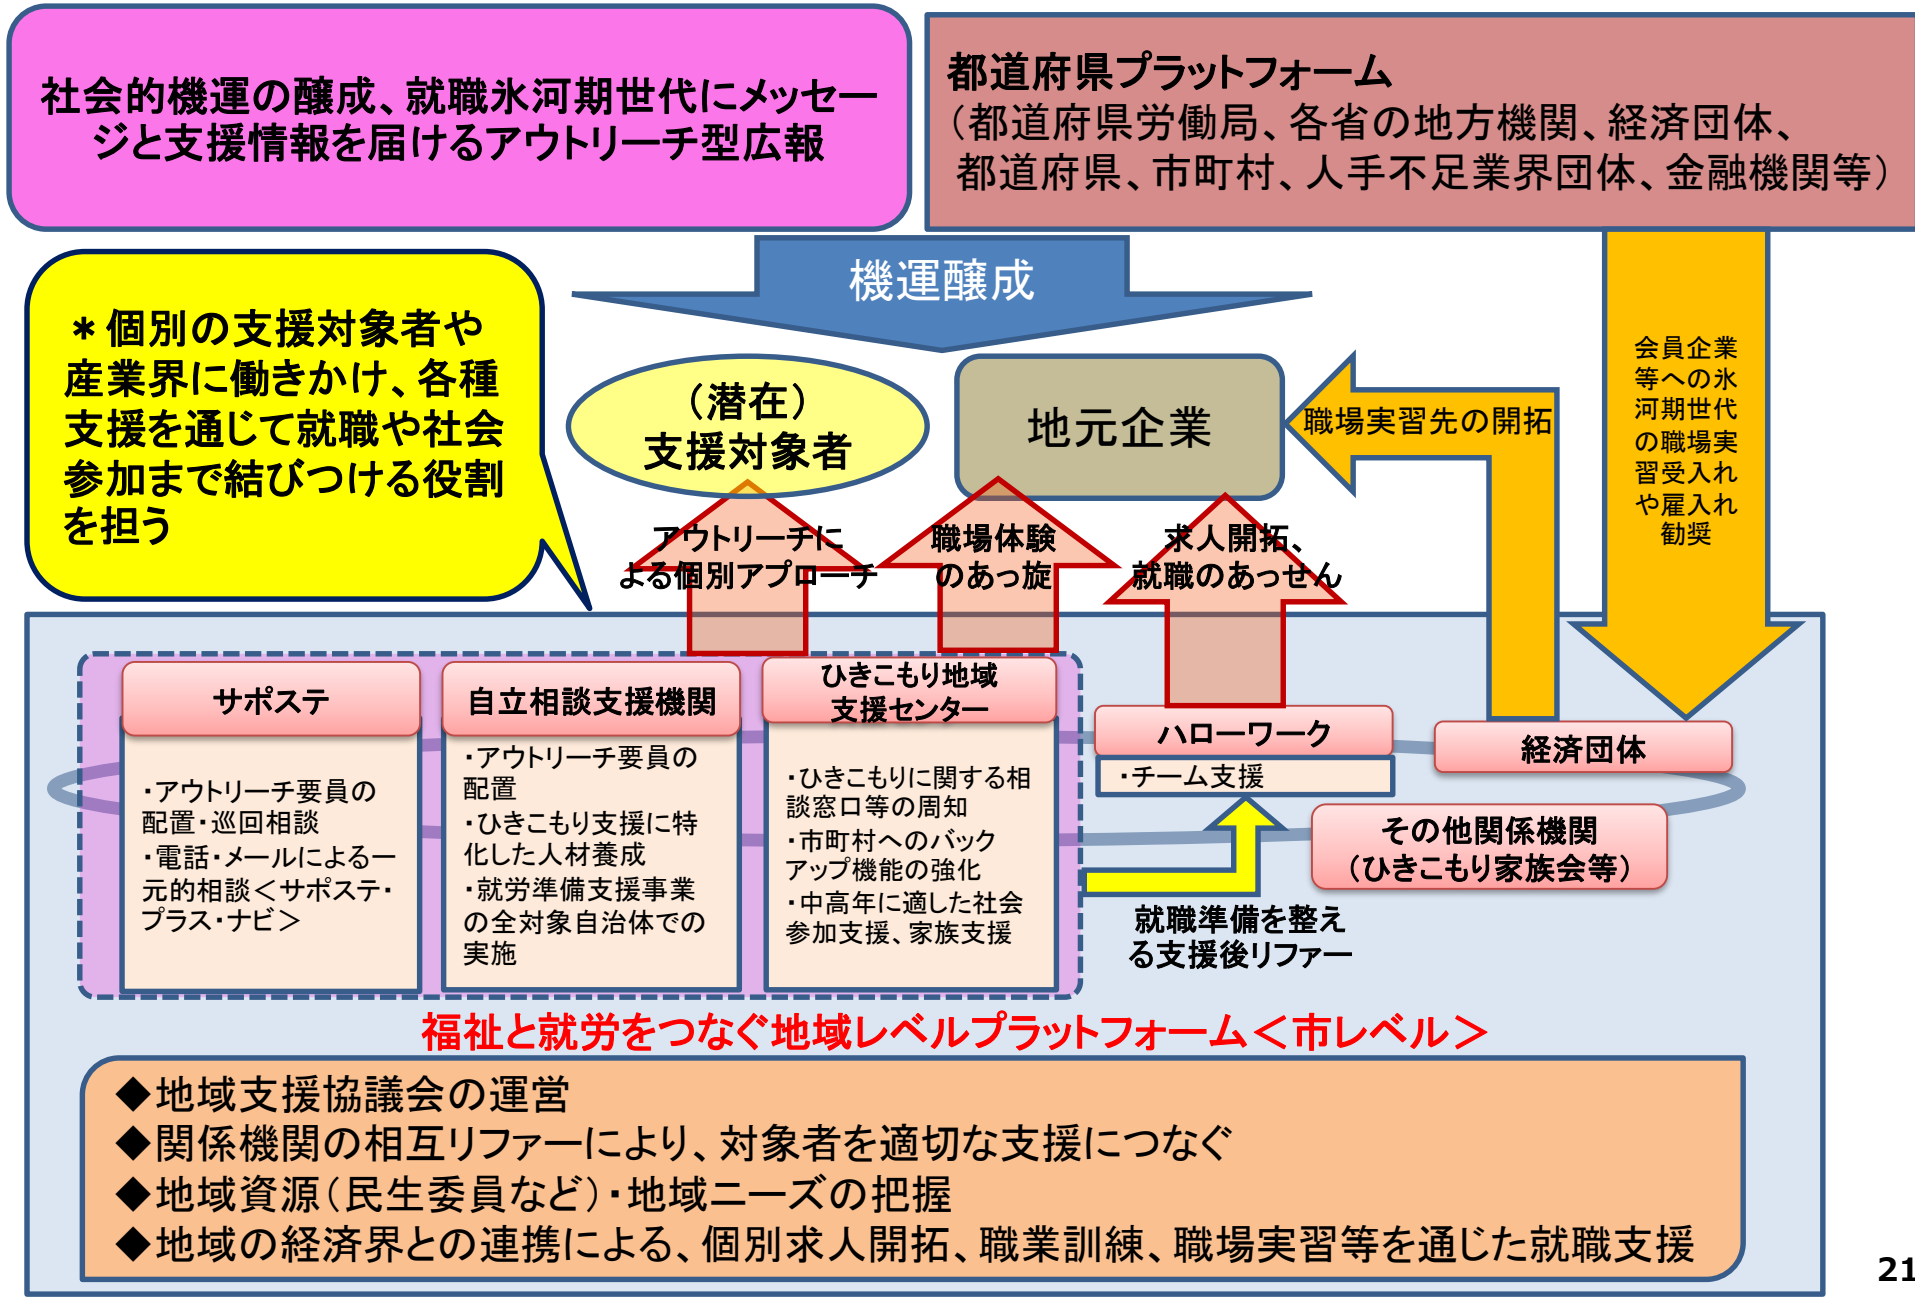 社会的機運の醸成、就職氷河期世代にメッセー
ジと支援情報を届けるアウトリーチ型広報
都道府県プラットフォーム
（都道府県労働局、各省の地方機関、経済団体、
都道府県、市町村、人手不足業界団体、金融機関等）
機運醸成
＊個別の支援対象者や
産業界に働きかけ、各種
支援を通じて就職や社会
参加まで結びつける役割
を担う
（潜在）
支援対象者
地元企業
職場実習先の開拓
会員企業
等への氷
河期世代
の職場実
習受入れ
や雇入れ
勧奨
アウトリーチに
よる個別アプローチ
職場体験
のあっ旋
求人開拓、
就職のあっせん
サポステ
・アウトリーチ要員の
配置・巡回相談
・電話・メールによる一
元的相談＜サポステ・
プラス・ナビ＞
自立相談支援機関
・アウトリーチ要員の
配置
・ひきこもり支援に特
化した人材養成
・就労準備支援事業
の全対象自治体での
実施
ひきこもり地域
支援センター
・ひきこもりに関する相
談窓口等の周知
・市町村へのバック
アップ機能の強化
・中高年に適した社会
参加支援、家族支援
ハローワーク
・チーム支援
経済団体
その他関係機関
（ひきこもり家族会等）
就職準備を整え
る支援後リファー
福祉と就労をつなぐ地域レベルプラットフォーム＜市レベル＞
◆地域支援協議会の運営
◆関係機関の相互リファーにより、対象者を適切な支援につなぐ
◆地域資源（民生委員など）・地域ニーズの把握
◆地域の経済界との連携による、個別求人開拓、職業訓練、職場実習等を通じた就職支援
21